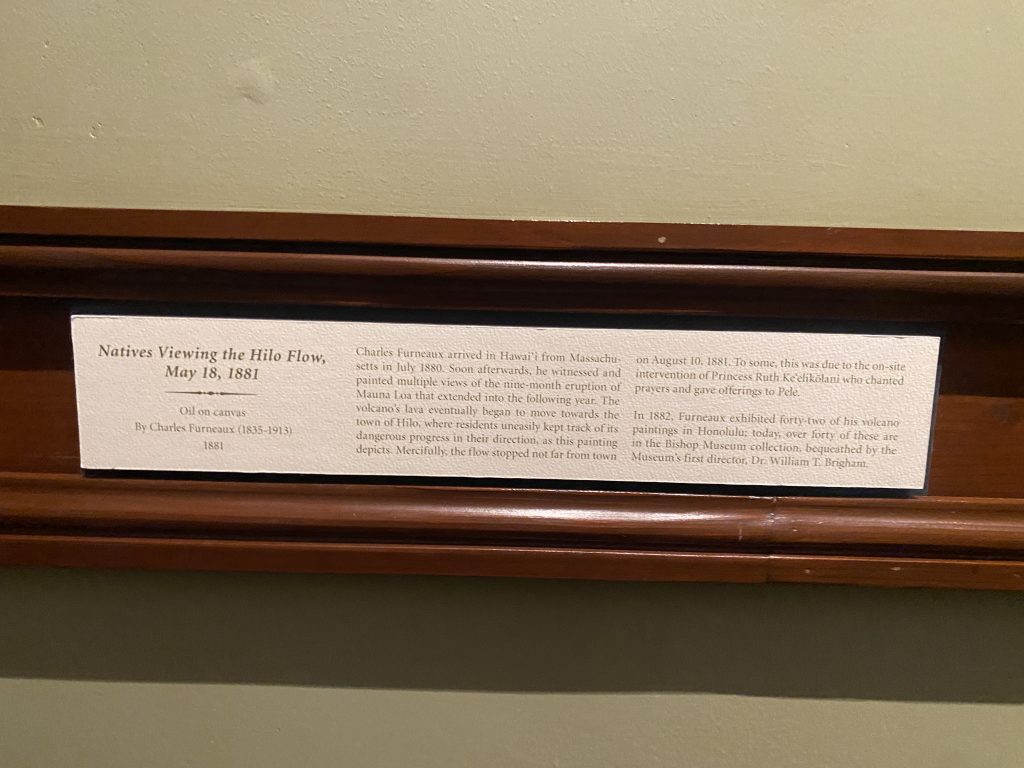 Natives Viewing the Hilo Flow,
May 18, 1881
Oil on canvas
By Charles Furneaux (1835-1913)
1881
Charles Furneaux arrived in Hawai‘i from Massachu-
setts in July 1880. Soon afterwards, he witnessed and
painted multiple views of the nine-month eruption of
Mauna Loa that extended into the following year. The
volcano's lava eventually began to move towards the
town of Hilo, where residents uneasily kept track of its
dangerous progress in their direction, as this painting
depicts. Mercifully, the flow stopped not far from town
on August 10, 1881. To some, this was due to the on-site
intervention of Princess Ruth Ke‘elikōlani who chanted
prayers and gave offerings to Pele.
In 1882, Furneaux exhibited forty-two of his volcano
paintings in Honolulu; today, over forty of these are
in the Bishop Museum collection, bequeathed by the
Museum's first director, Dr. William T. Brigham.